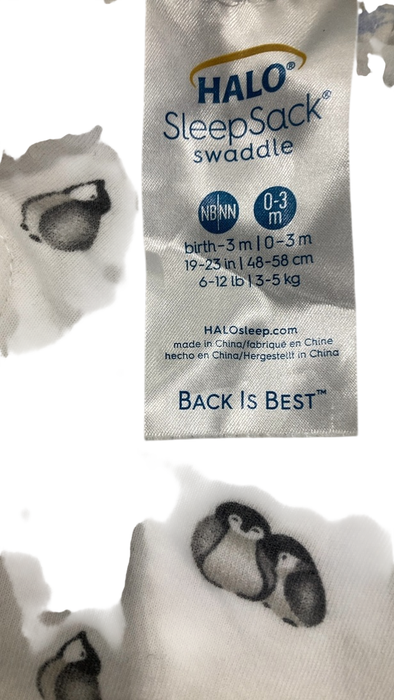 HALO®
SleepSack®
swaddle
NB|NN 0-3 m
birth-3 m | 0-3 m
19-23 in | 48-58 cm
6-12 lb | 3-5 kg
HALOsleep.com
made in China/fabriqué en Chine
hecho en China/Hergestellt in China
BACK IS BEST™